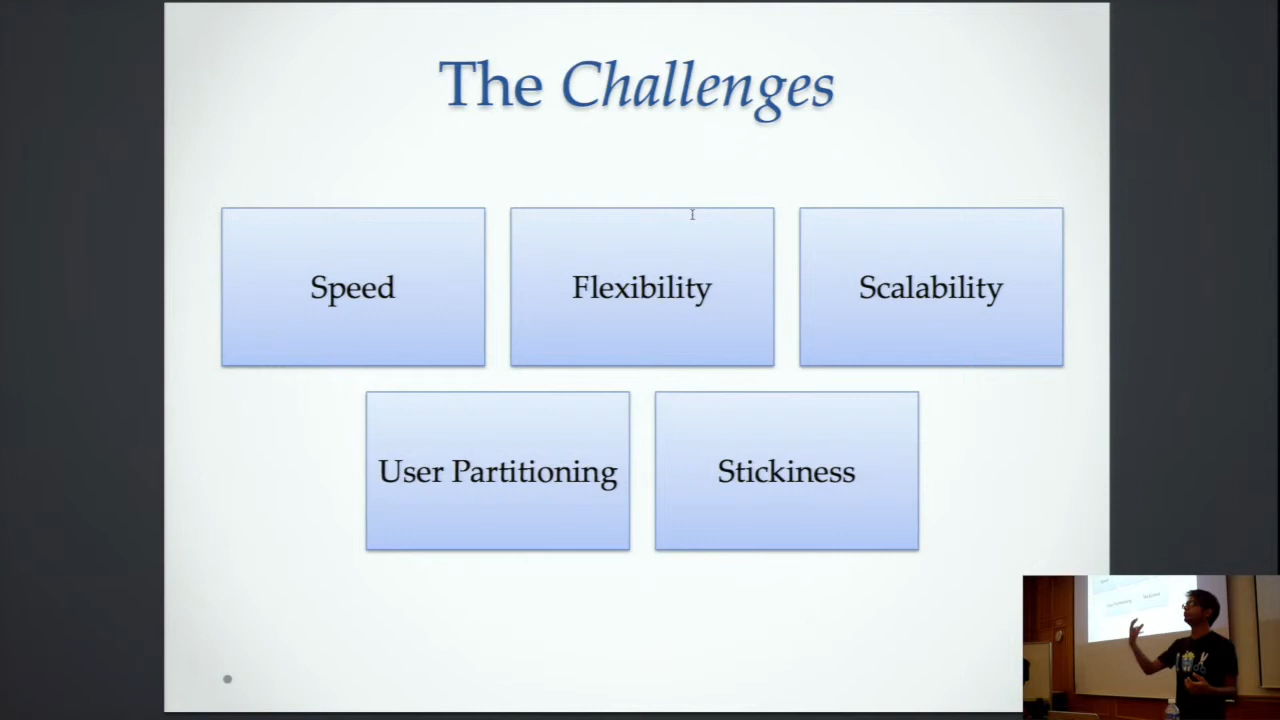 The Challenges
Speed
Flexibility
Scalability
User Partitioning
Stickiness